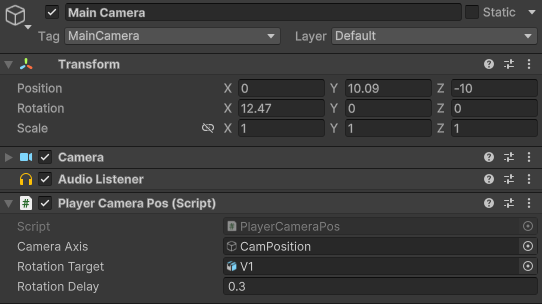 Main Camera Static
Tag MainCamera Layer Default
Transform
Position X 0 Y 10.09 Z -10
Rotation X 12.47 Y 0 Z 0
Scale X 1 Y 1 Z 1
Camera
Audio Listener
# Player Camera Pos (Script)
Script # PlayerCameraPos
Camera Axis CamPosition
Rotation Target V1
Rotation Delay 0.3